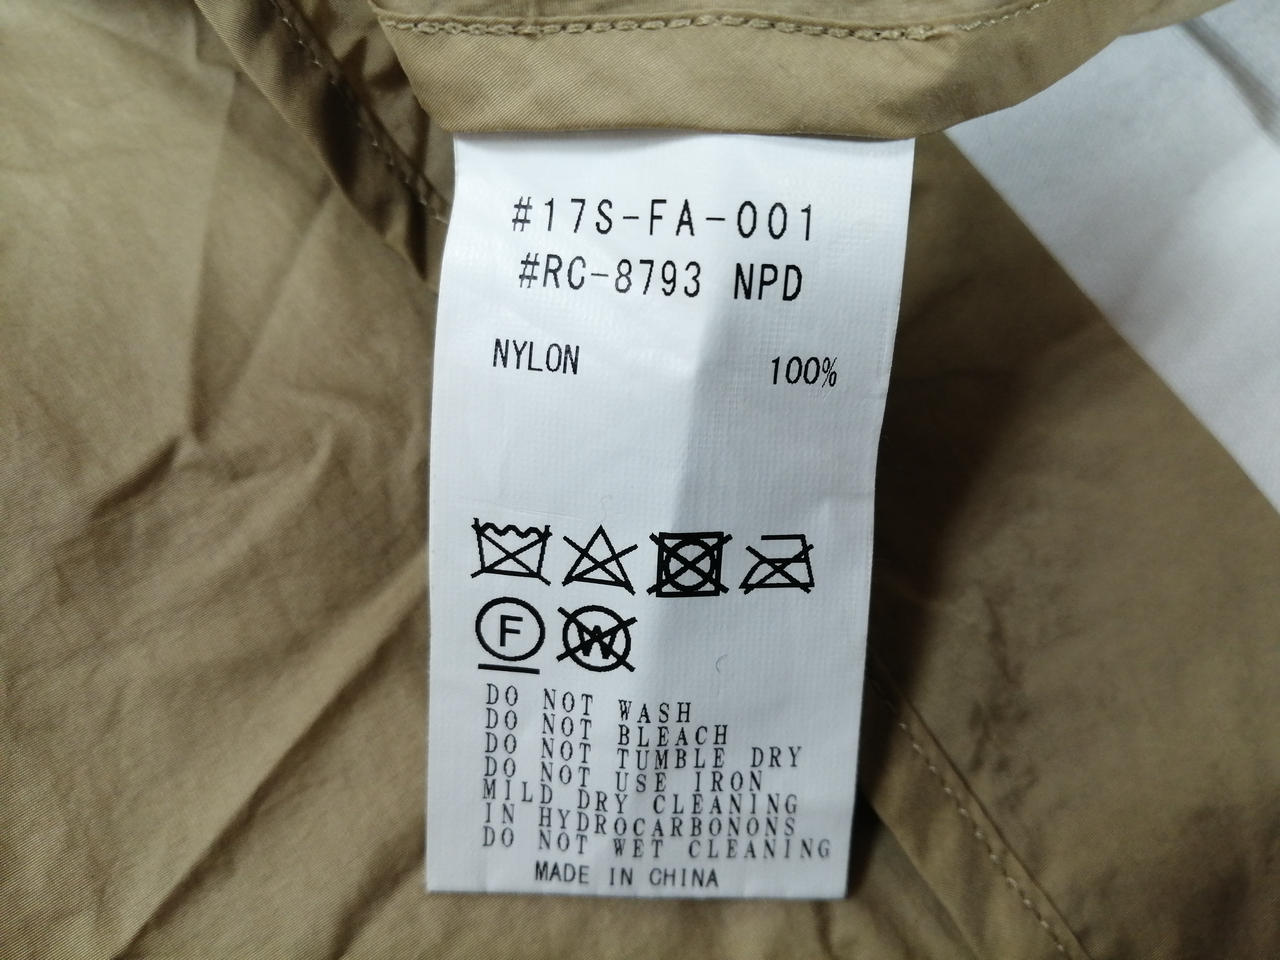 #17S-FA-001
#RC-8793 NPD
NYLON 100%
F W
DO NOT WASH
DO NOT BLEACH
DO NOT TUMBLE DRY
DO NOT USE IRON
MILD DRY CLEANING
IN HYDROCARBONONS
DO NOT WET CLEANING
MADE IN CHINA